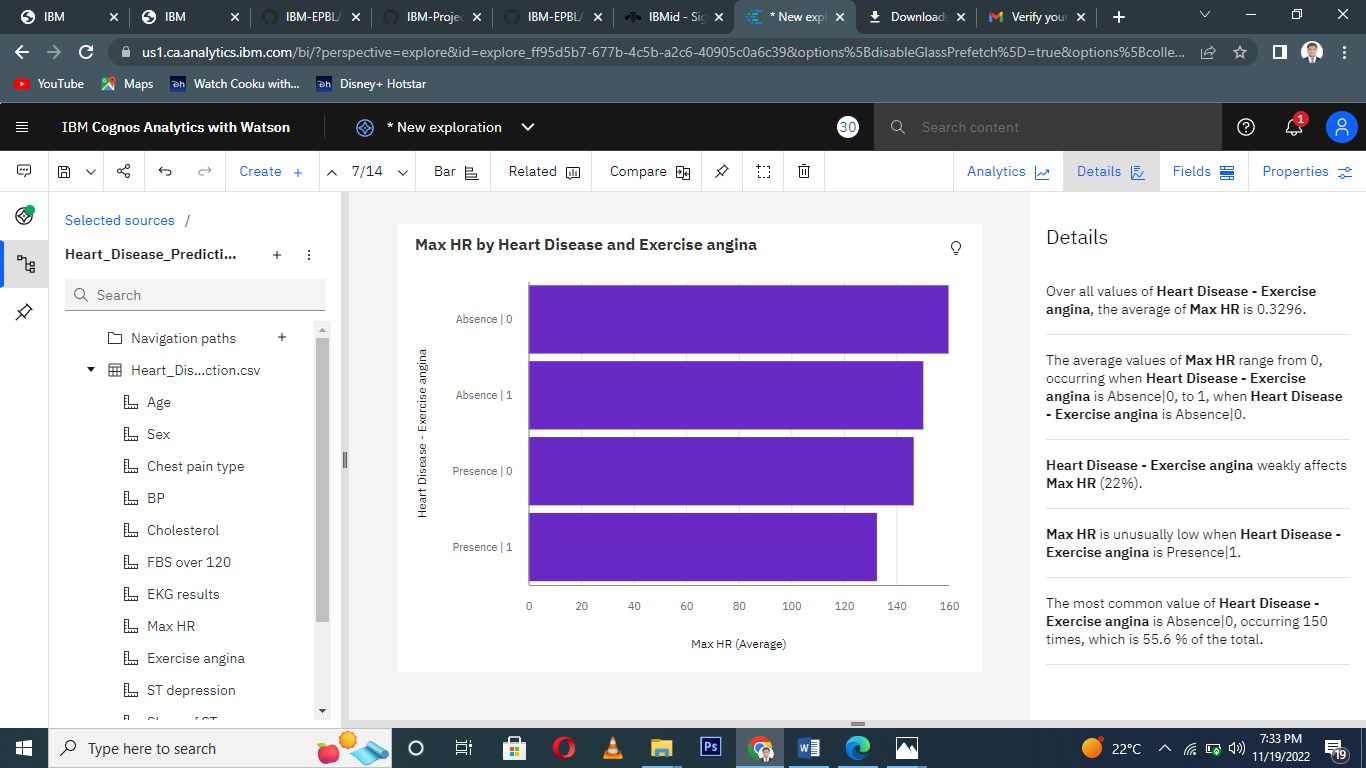 IBM
IBM
IBM-EPBL/
IBM-Projec
IBM-EPBL/
IBMid - Sig
* New expl
Download
Verify your
us1.ca.analytics.ibm.com/bi/?perspective=explore&id=explore_ff95d5b7-677b-4c5b-a2c6-40905c0a6c39&options%5BdisableGlassPrefetch%5D=true&options%5Bcolle...
YouTube
Maps
Watch Cooku with...
Disney+ Hotstar
IBM Cognos Analytics with Watson
* New exploration
30
Search content
1
Create +
7/14
Bar
Related
Compare
Analytics
Details
Fields
Properties
Selected sources /
Heart_Disease_Predicti...
Search
Navigation paths
Heart_Dis...ction.csv
Age
Sex
Chest pain type
BP
Cholesterol
FBS over 120
EKG results
Max HR
Exercise angina
ST depression
Max HR by Heart Disease and Exercise angina
Heart Disease - Exercise angina
Absence | 0
Absence | 1
Presence | 0
Presence | 1
0 20 40 60 80 100 120 140 160
Max HR (Average)
Details
Over all values of Heart Disease - Exercise
angina, the average of Max HR is 0.3296.
The average values of Max HR range from 0,
occurring when Heart Disease - Exercise
angina is Absence|0, to 1, when Heart Disease
- Exercise angina is Absence|0.
Heart Disease - Exercise angina weakly affects
Max HR (22%).
Max HR is unusually low when Heart Disease -
Exercise angina is Presence|1.
The most common value of Heart Disease -
Exercise angina is Absence|0, occurring 150
times, which is 55.6 % of the total.
Type here to search
Ps
22°C
7:33 PM
11/19/2022
19